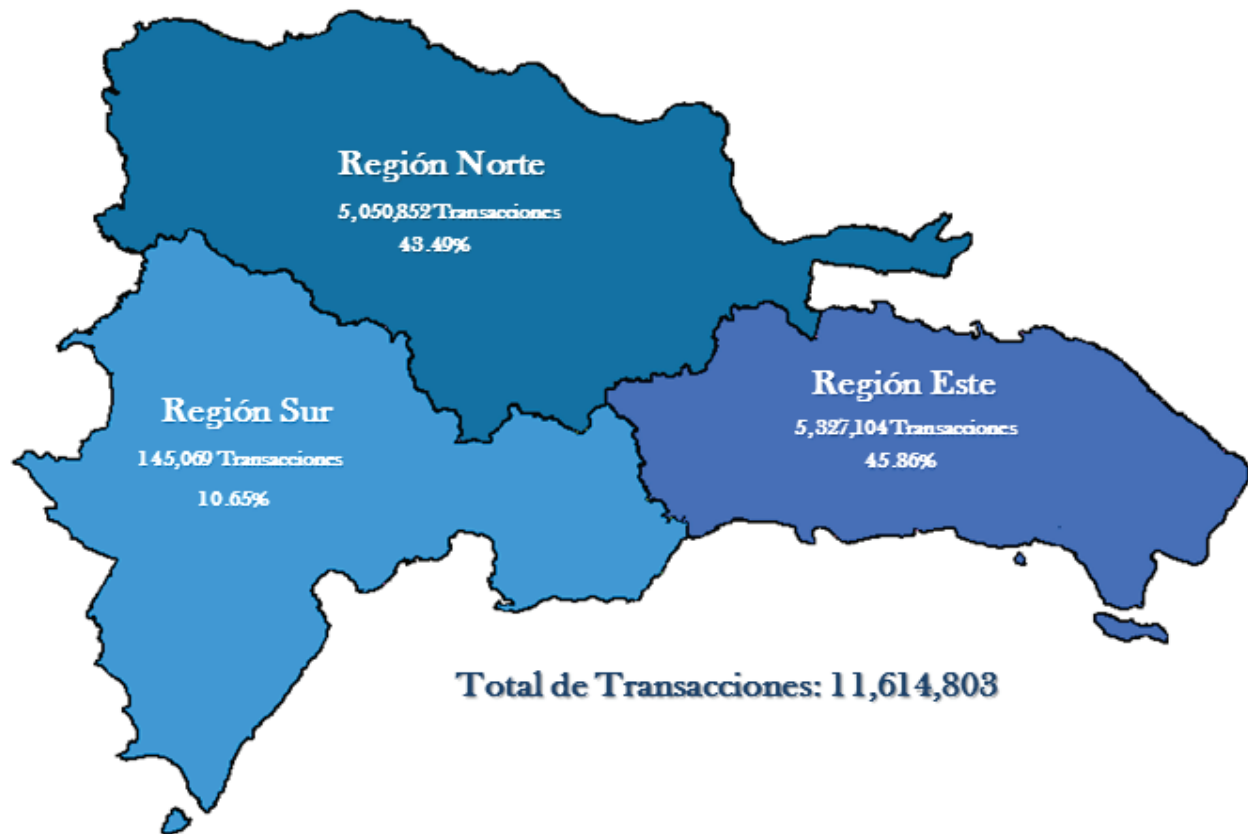 Región Norte
5,050,852 Transacciones
43.49%
Región Este
5,327,104 Transacciones
45.86%
Región Sur
145,069 Transacciones
10.65%
Total de Transacciones: 11,614,803